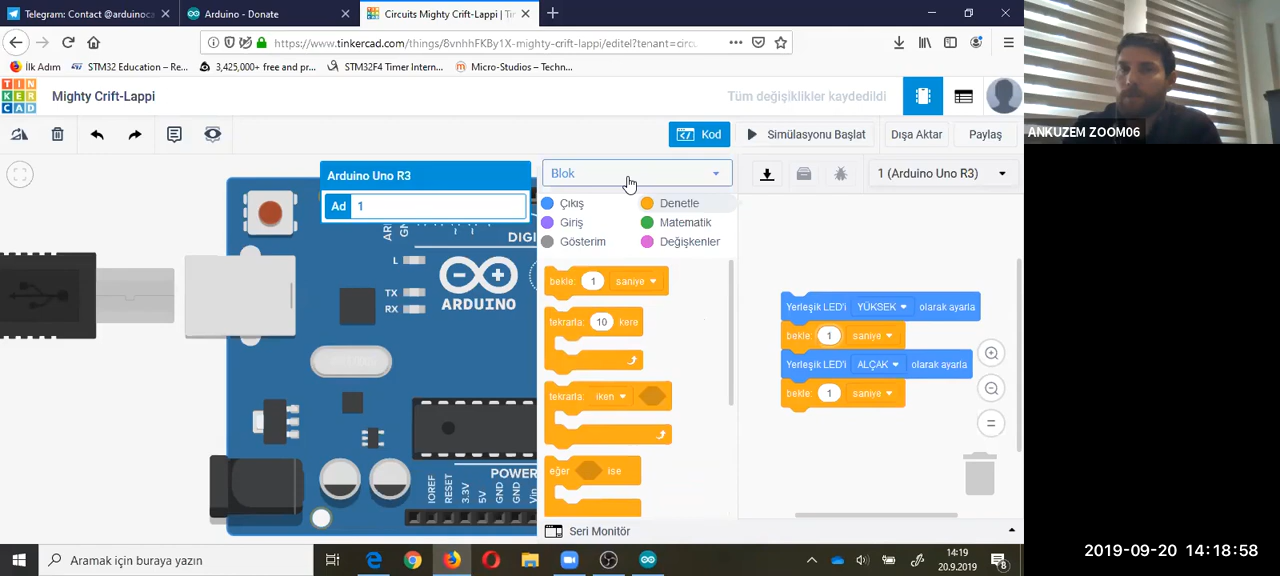 Telegram: Contact @arduinoca
Arduino - Donate
Circuits Mighty Crift-Lappi | Tin
https://www.tinkercad.com/things/8vnhhFKBy1X-mighty-crift-lappi/editel?tenant=circ
İlk Adım
STM32 Education – Re...
3,425,000+ free and pr...
STM32F4 Timer Intern...
Micro-Studios – Techn...
TIN
KER
CAD
Mighty Crift-Lappi
Tüm değişiklikler kaydedildi
Kod
Simülasyonu Başlat
Dışa Aktar
Paylaş
ANKUZEM ZOOM06
Arduino Uno R3
Ad 1
Blok
1 (Arduino Uno R3)
Çıkış
Denetle
Giriş
Matematik
Gösterim
Değişkenler
AR
GN
DIGI
L
TX
RX
ARDUINO
POWER
IOREF
RESET
3.3V
5V
GND
GND
Vin
bekle: 1 saniye
tekrarla: 10 kere
tekrarla: iken
eğer ise
Yerleşik LED'i YÜKSEK olarak ayarla
bekle: 1 saniye
Yerleşik LED'i ALÇAK olarak ayarla
bekle: 1 saniye
Seri Monitör
Aramak için buraya yazın
14:19
20.9.2019
8
2019-09-20 14:18:58